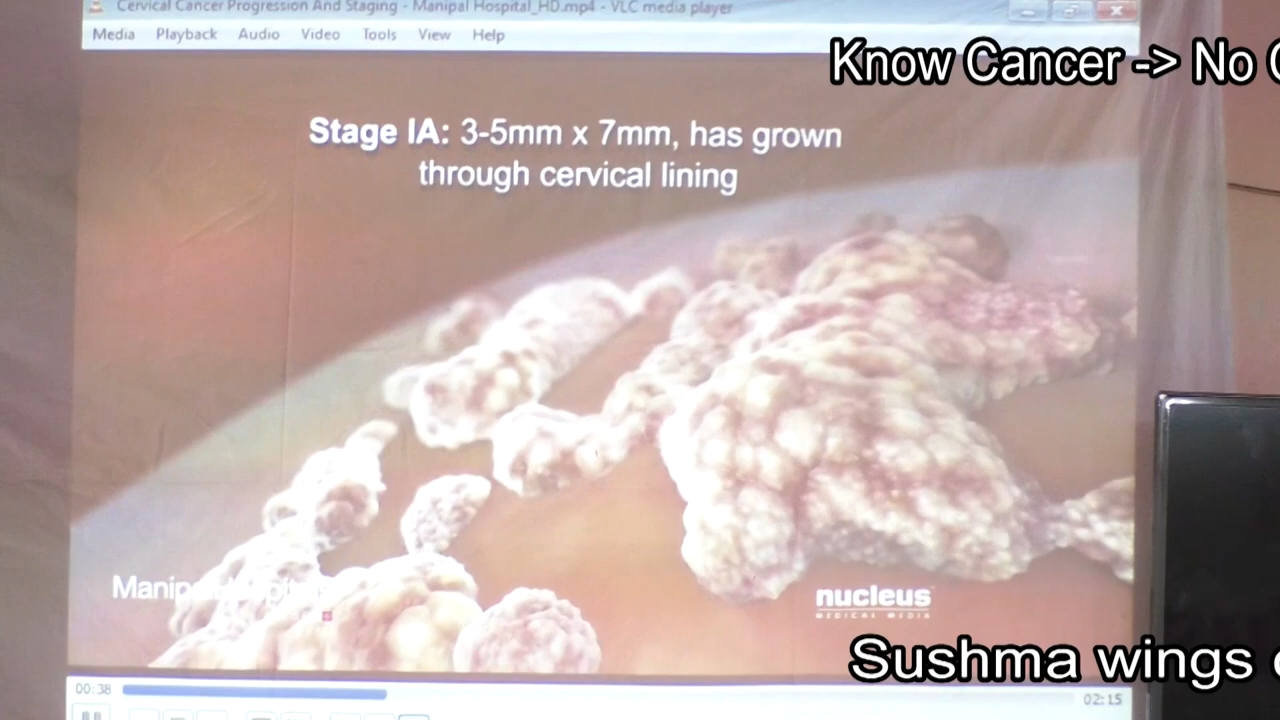 Cervical Cancer Progression And Staging - Manipal Hospital_HD.mp4 - VLC media player
Media Playback Audio Video Tools View Help
Know Cancer -> No
Stage IA: 3-5mm x 7mm, has grown
through cervical lining
nucleus
MEDICAL MEDIA
Sushma wings
00:38
02:15